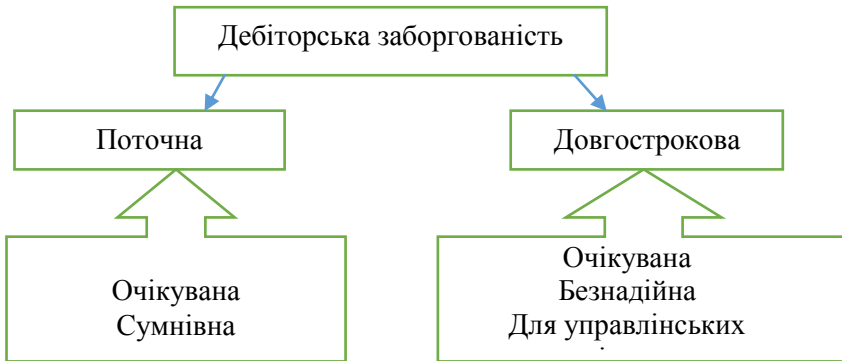 Дебіторська заборгованість
Поточна
Довгострокова
Очікувана
Сумнівна
Очікувана
Безнадійна
Для управлінських